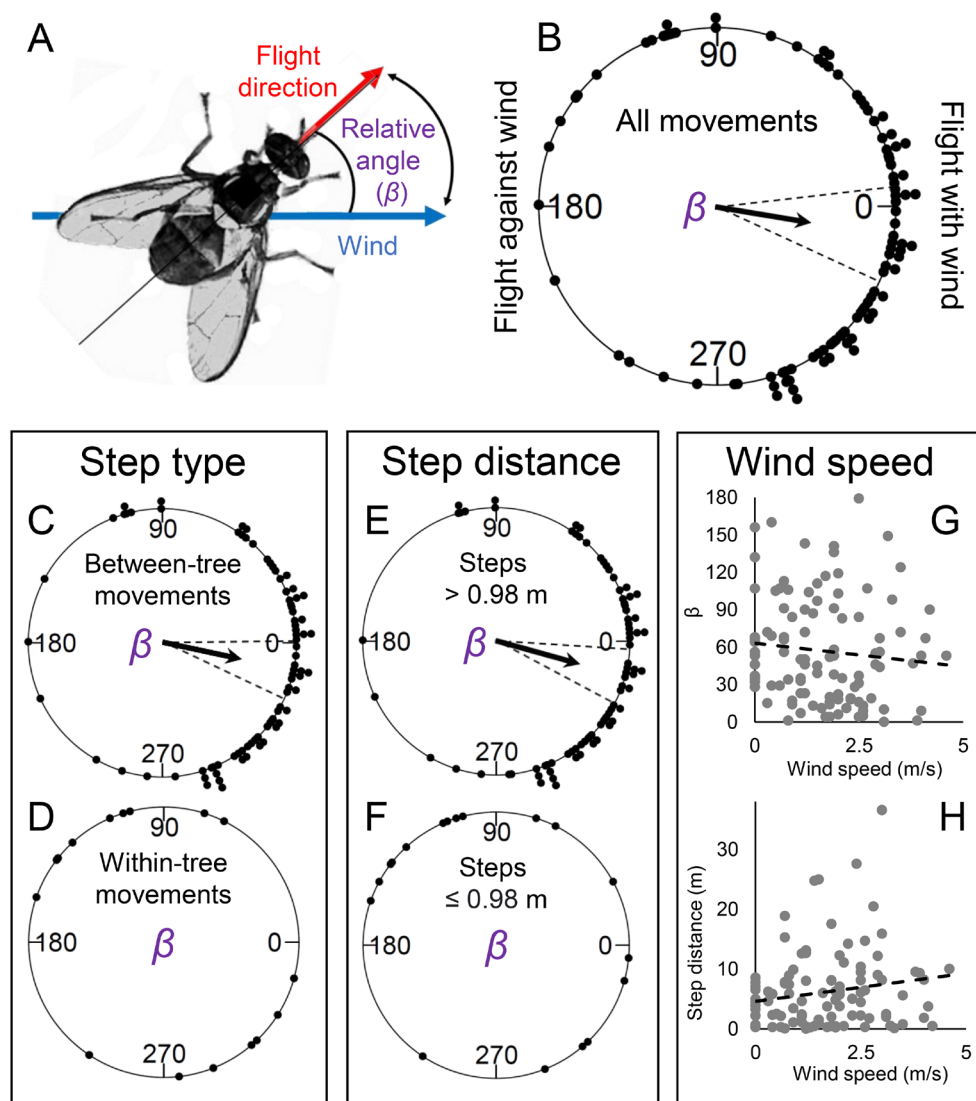 A
Flight
direction
Relative
angle
(β)
Wind
B
90
All movements
180
β
0
270
Flight against wind
Flight with wind
Step type
C
90
Between-tree
movements
180
β
0
270
D
90
Within-tree
movements
180
β
0
270
Step distance
E
90
Steps
> 0.98 m
180
β
0
270
F
90
Steps
≤ 0.98 m
180
β
0
270
Wind speed
G
180
150
120
90
60
30
0
β
0
2.5
5
Wind speed (m/s)
H
30
20
10
0
Step distance (m)
0
2.5
5
Wind speed (m/s)